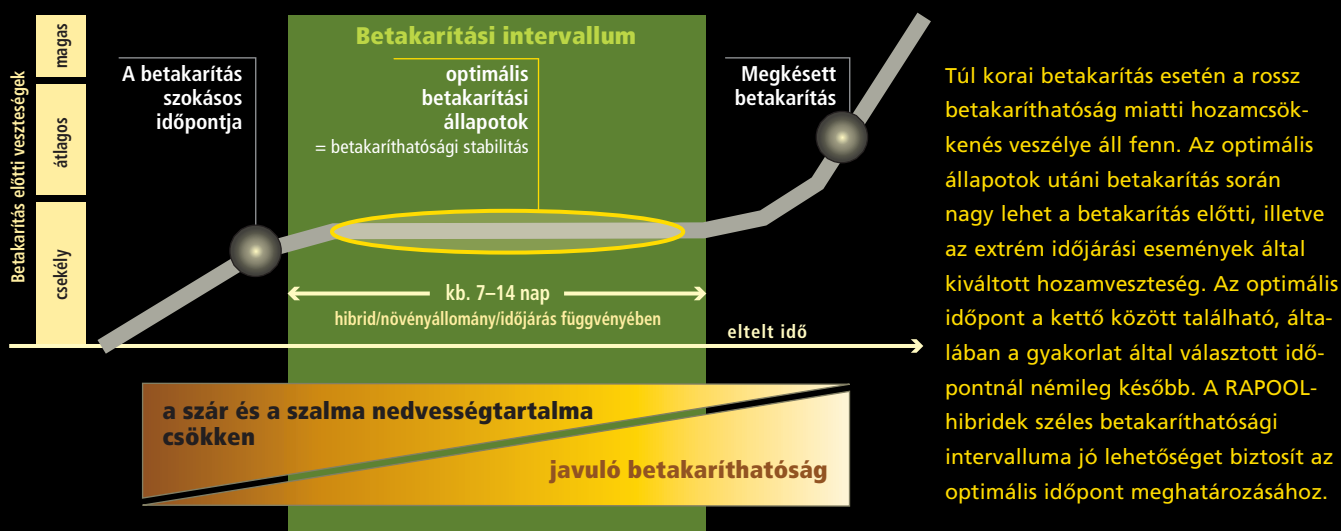 Betakarítás előtti veszteségek
magas
átlagos
csekély
A betakarítás
szokásos
időpontja
Betakarítási intervallum
optimális
betakarítási
állapotok
= betakaríthatósági stabilitás
Megkésett
betakarítás
kb. 7–14 nap
hibrid/növényállomány/időjárás függvényében
eltelt idő
a szár és a szalma nedvességtartalma
csökken
javuló betakaríthatóság
Túl korai betakarítás esetén a rossz
betakaríthatóság miatti hozamcsök-
kenés veszélye áll fenn. Az optimális
állapotok utáni betakarítás során
nagy lehet a betakarítás előtti, illetve
az extrém időjárási események által
kiváltott hozamveszteség. Az optimális
időpont a kettő között található, álta-
lában a gyakorlat által választott idő-
pontnál némileg később. A RAPOOL-
hibridek széles betakaríthatósági
intervalluma jó lehetőséget biztosít az
optimális időpont meghatározásához.